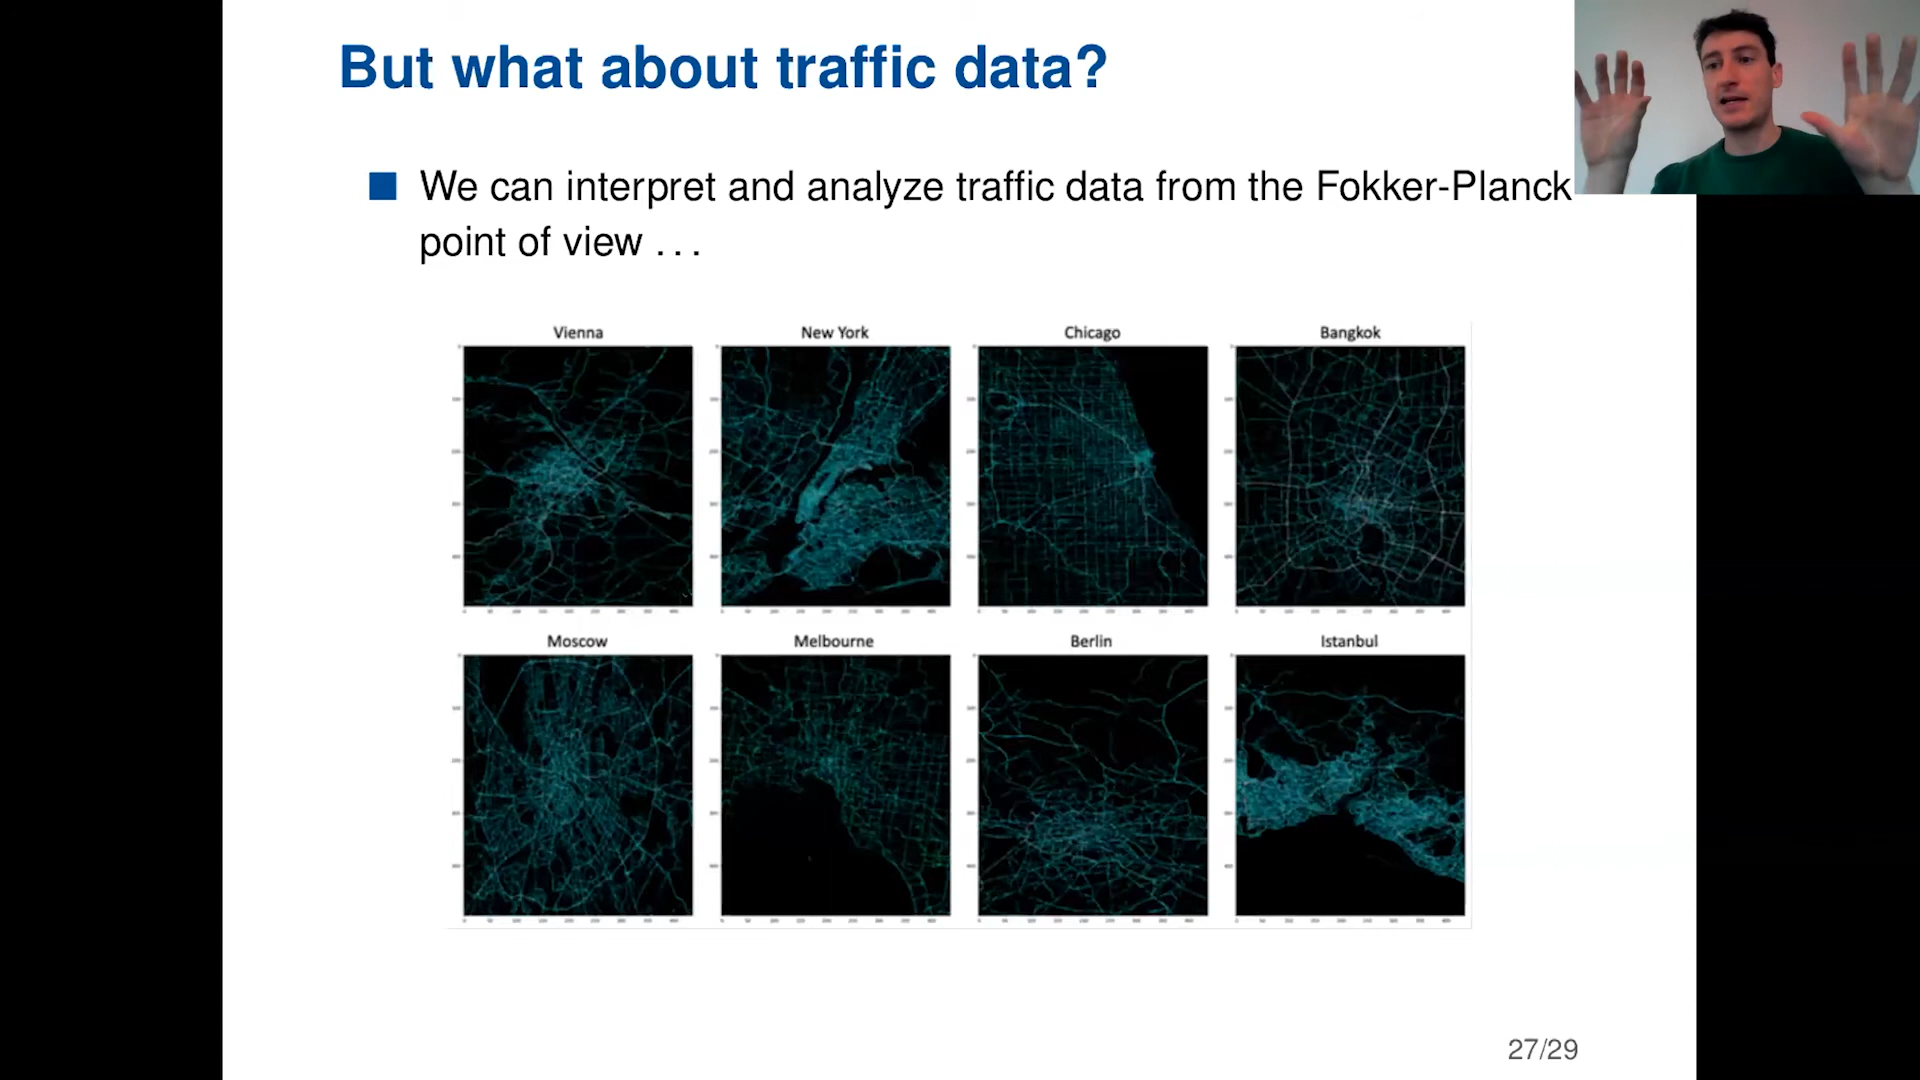 But what about traffic data?
We can interpret and analyze traffic data from the Fokker-Planck
point of view . . .
Vienna
New York
Chicago
Bangkok
Moscow
Melbourne
Berlin
Istanbul
27/29